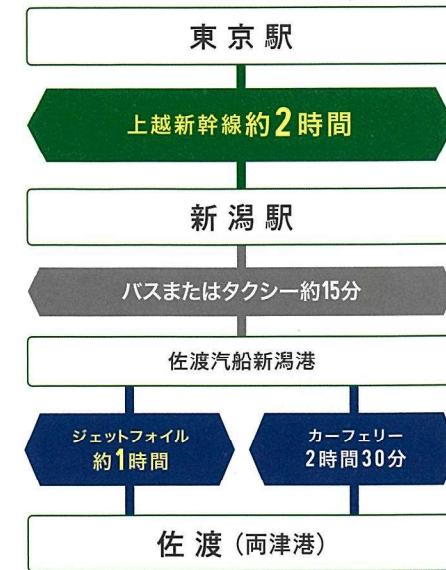 東京駅
上越新幹線約2時間
新潟駅
バスまたはタクシー約15分
佐渡汽船新潟港
ジェットフォイル
約1時間
カーフェリー
2時間30分
佐渡（両津港）